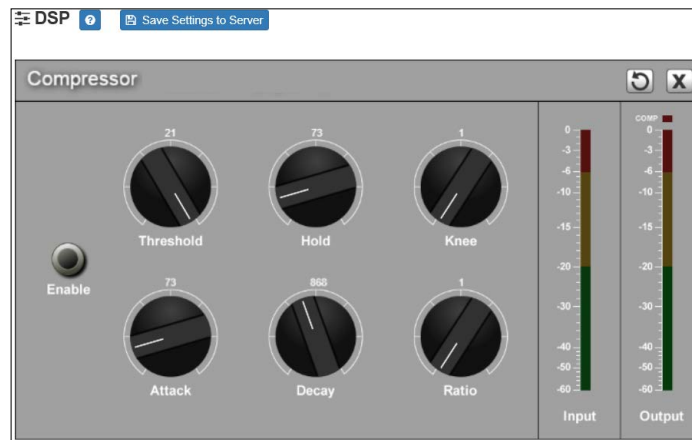 DSP ? Save Settings to Server
Compressor X
21 73 1
Threshold Hold Knee
Enable
73 868 1
Attack Decay Ratio
COMP
0 0
-3 -3
-6 -6
-10 -10
-15 -15
-20 -20
-30 -30
-40 -40
-50 -50
-60 -60
Input Output